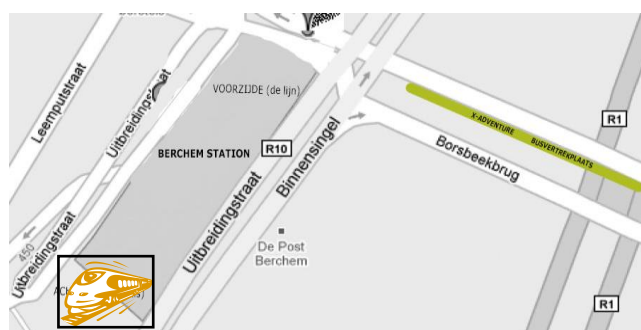 Leemputstraat
Uitbreidingstraat
VOORZIJDE (de lijn)
BERCHEM STATION
R10
Uitbreidingstraat
Binnensingel
X-ADVENTURE BUSVERTREKPLAATS
R1
Borsbeekbrug
De Post
Berchem
Uitbreidingstraat
450
R1